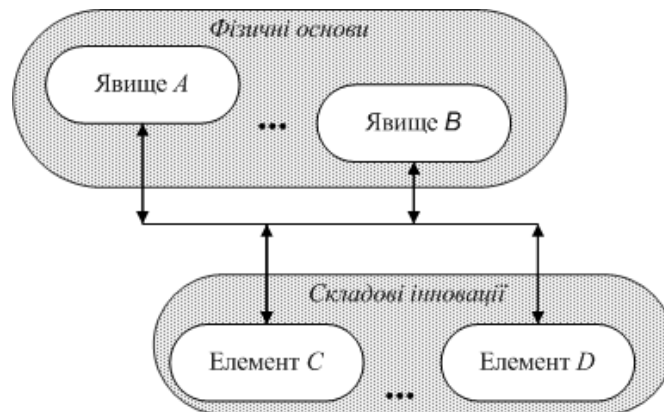 Фізичні основи
Явище A
...
Явище B
Складові інновації
Елемент C
...
Елемент D